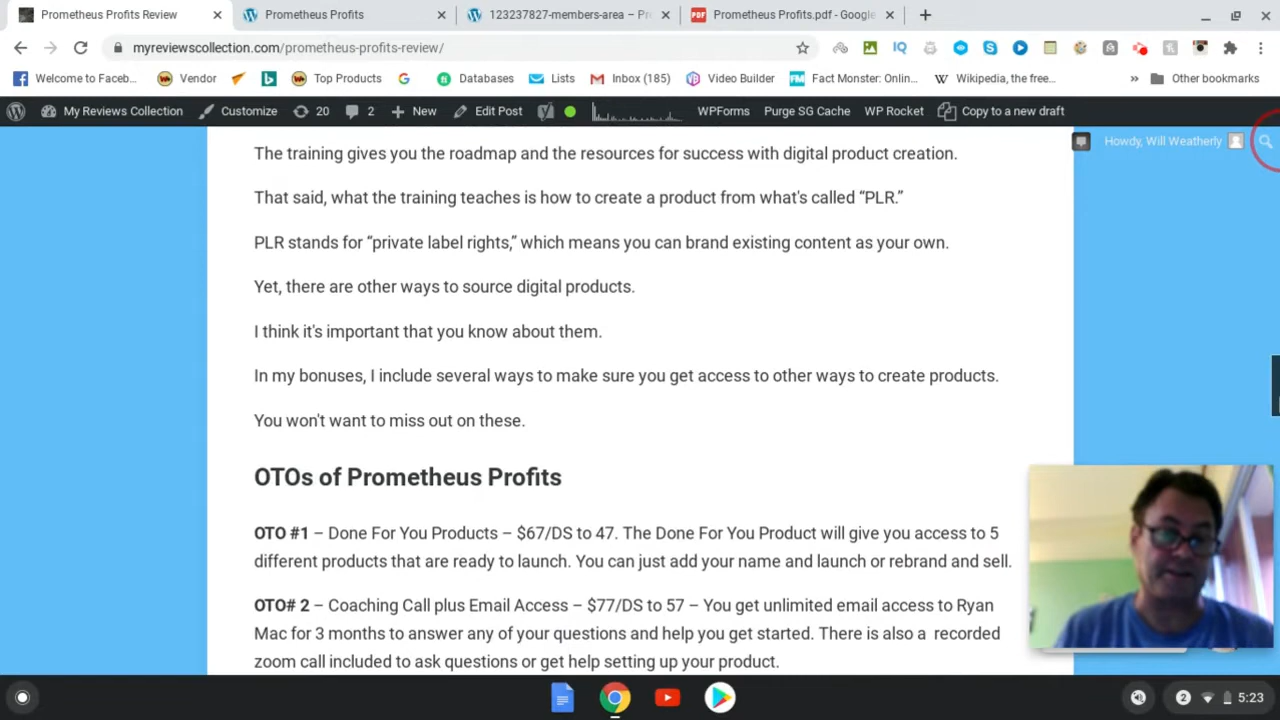 Prometheus Profits Review
Prometheus Profits
123237827-members-area – Pr
Prometheus Profits.pdf - Google
myreviewscollection.com/prometheus-profits-review/
Welcome to Faceb...
Vendor
Top Products
Databases
Lists
Inbox (185)
Video Builder
Fact Monster: Onlin...
Wikipedia, the free...
Other bookmarks
My Reviews Collection
Customize
20
2
New
Edit Post
WPForms
Purge SG Cache
WP Rocket
Copy to a new draft
Howdy, Will Weatherly
The training gives you the roadmap and the resources for success with digital product creation.
That said, what the training teaches is how to create a product from what's called “PLR.”
PLR stands for “private label rights,” which means you can brand existing content as your own.
Yet, there are other ways to source digital products.
I think it's important that you know about them.
In my bonuses, I include several ways to make sure you get access to other ways to create products.
You won't want to miss out on these.
OTOs of Prometheus Profits
OTO #1 – Done For You Products – $67/DS to 47. The Done For You Product will give you access to 5
different products that are ready to launch. You can just add your name and launch or rebrand and sell.
OTO# 2 – Coaching Call plus Email Access – $77/DS to 57 – You get unlimited email access to Ryan
Mac for 3 months to answer any of your questions and help you get started. There is also a recorded
zoom call included to ask questions or get help setting up your product.
2
5:23